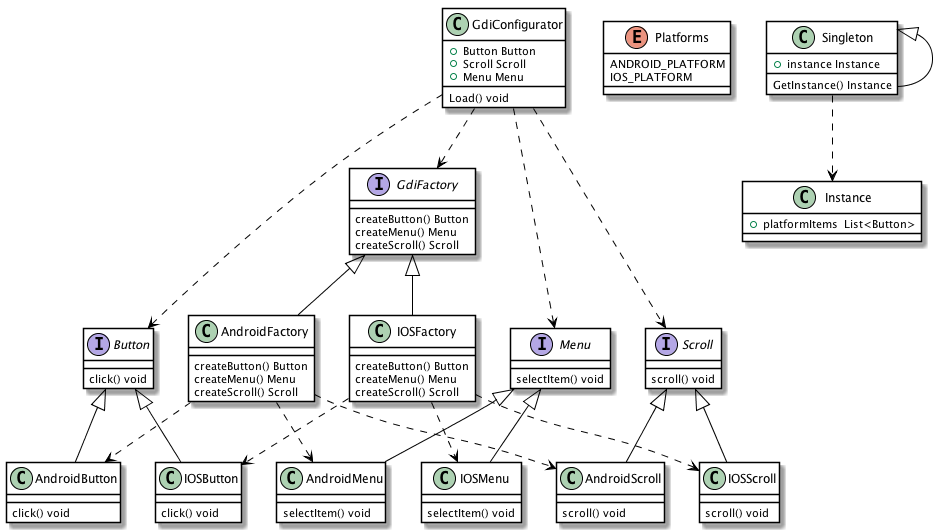 C GdiConfigurator
Button Button
Scroll Scroll
Menu Menu
Load() void
E Platforms
ANDROID_PLATFORM
IOS_PLATFORM
C Singleton
instance Instance
GetInstance() Instance
I GdiFactory
createButton() Button
createMenu() Menu
createScroll() Scroll
C Instance
platformItems List<Button>
I Button
click() void
C AndroidFactory
createButton() Button
createMenu() Menu
createScroll() Scroll
C IOSFactory
createButton() Button
createMenu() Menu
createScroll() Scroll
I Menu
selectItem() void
I Scroll
scroll() void
C AndroidButton
click() void
C IOSButton
click() void
C AndroidMenu
selectItem() void
C IOSMenu
selectItem() void
C AndroidScroll
scroll() void
C IOSScroll
scroll() void